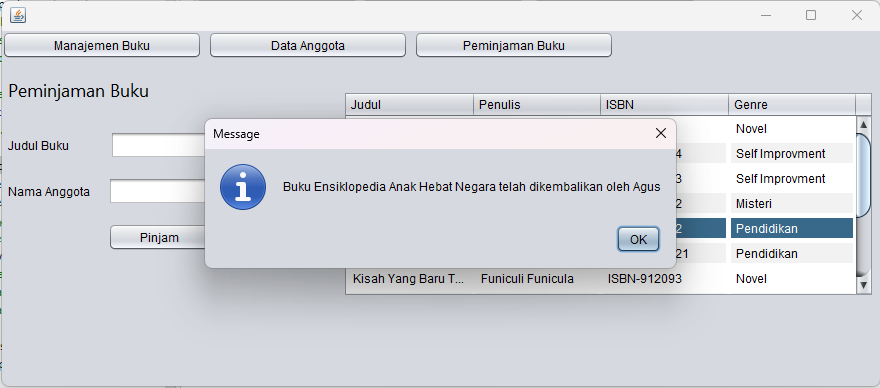 Manajemen Buku Data Anggota Peminjaman Buku
Peminjaman Buku
Judul Buku
Nama Anggota
Pinjam
Judul Penulis ISBN Genre
Novel
4 Self Improvment
3 Self Improvment
2 Misteri
2 Pendidikan
21 Pendidikan
Kisah Yang Baru T... Funiculi Funicula ISBN-912093 Novel
Message
Buku Ensiklopedia Anak Hebat Negara telah dikembalikan oleh Agus
OK